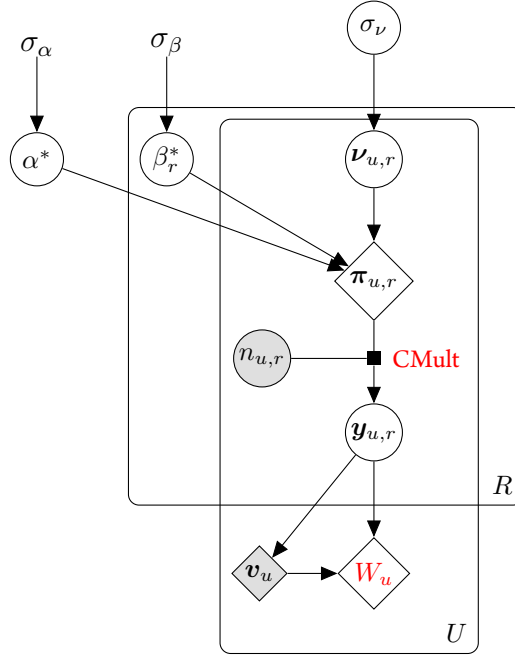 σ_ν
σ_α
σ_β
α*
β*_r
ν_{u,r}
π_{u,r}
n_{u,r}
CMult
y_{u,r}
R
v_u
W_u
U